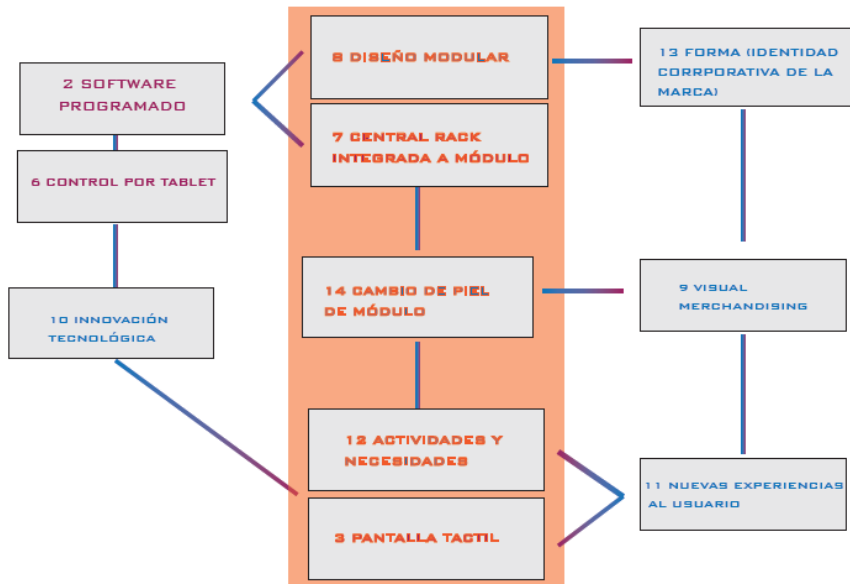 2 SOFTWARE
PROGRAMADO
6 CONTROL POR TABLET
10 INNOVACIÓN
TECNOLÓGICA
8 DISEÑO MODULAR
7 CENTRAL RACK
INTEGRADA A MÓDULO
14 CAMBIO DE PIEL
DE MÓDULO
12 ACTIVIDADES Y
NECESIDADES
3 PANTALLA TACTIL
13 FORMA (IDENTIDAD
CORRPORATIVA DE LA
MARCA)
9 VISUAL
MERCHANDISING
11 NUEVAS EXPERIENCIAS
AL USUARIO